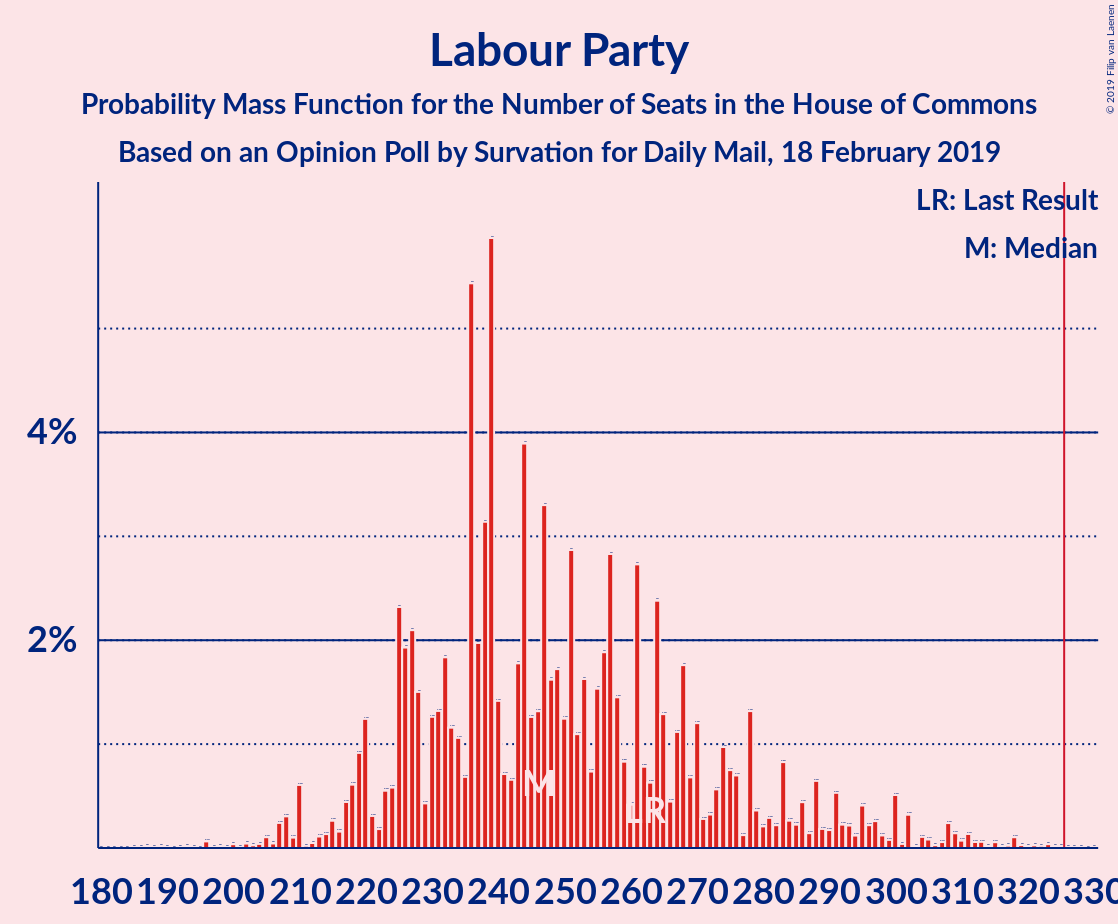 Labour Party
Probability Mass Function for the Number of Seats in the House of Commons
Based on an Opinion Poll by Survation for Daily Mail, 18 February 2019
© 2019 Filip van Laenen
LR: Last Result
M: Median
4%
2%
M
LR
180 190 200 210 220 230 240 250 260 270 280 290 300 310 320 330